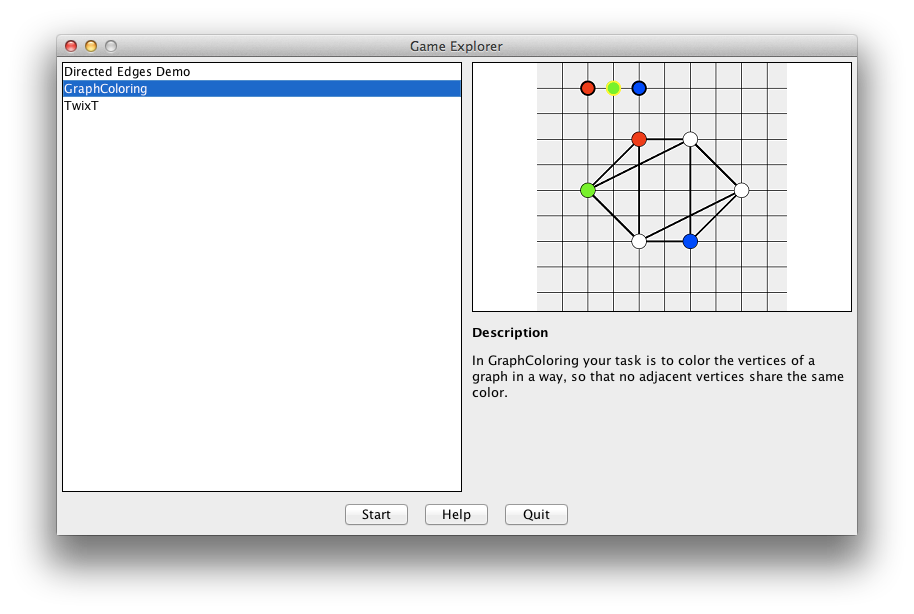 Game Explorer
Directed Edges Demo
GraphColoring
TwixT
Description
In GraphColoring your task is to color the vertices of a
graph in a way, so that no adjacent vertices share the same
color.
Start
Help
Quit